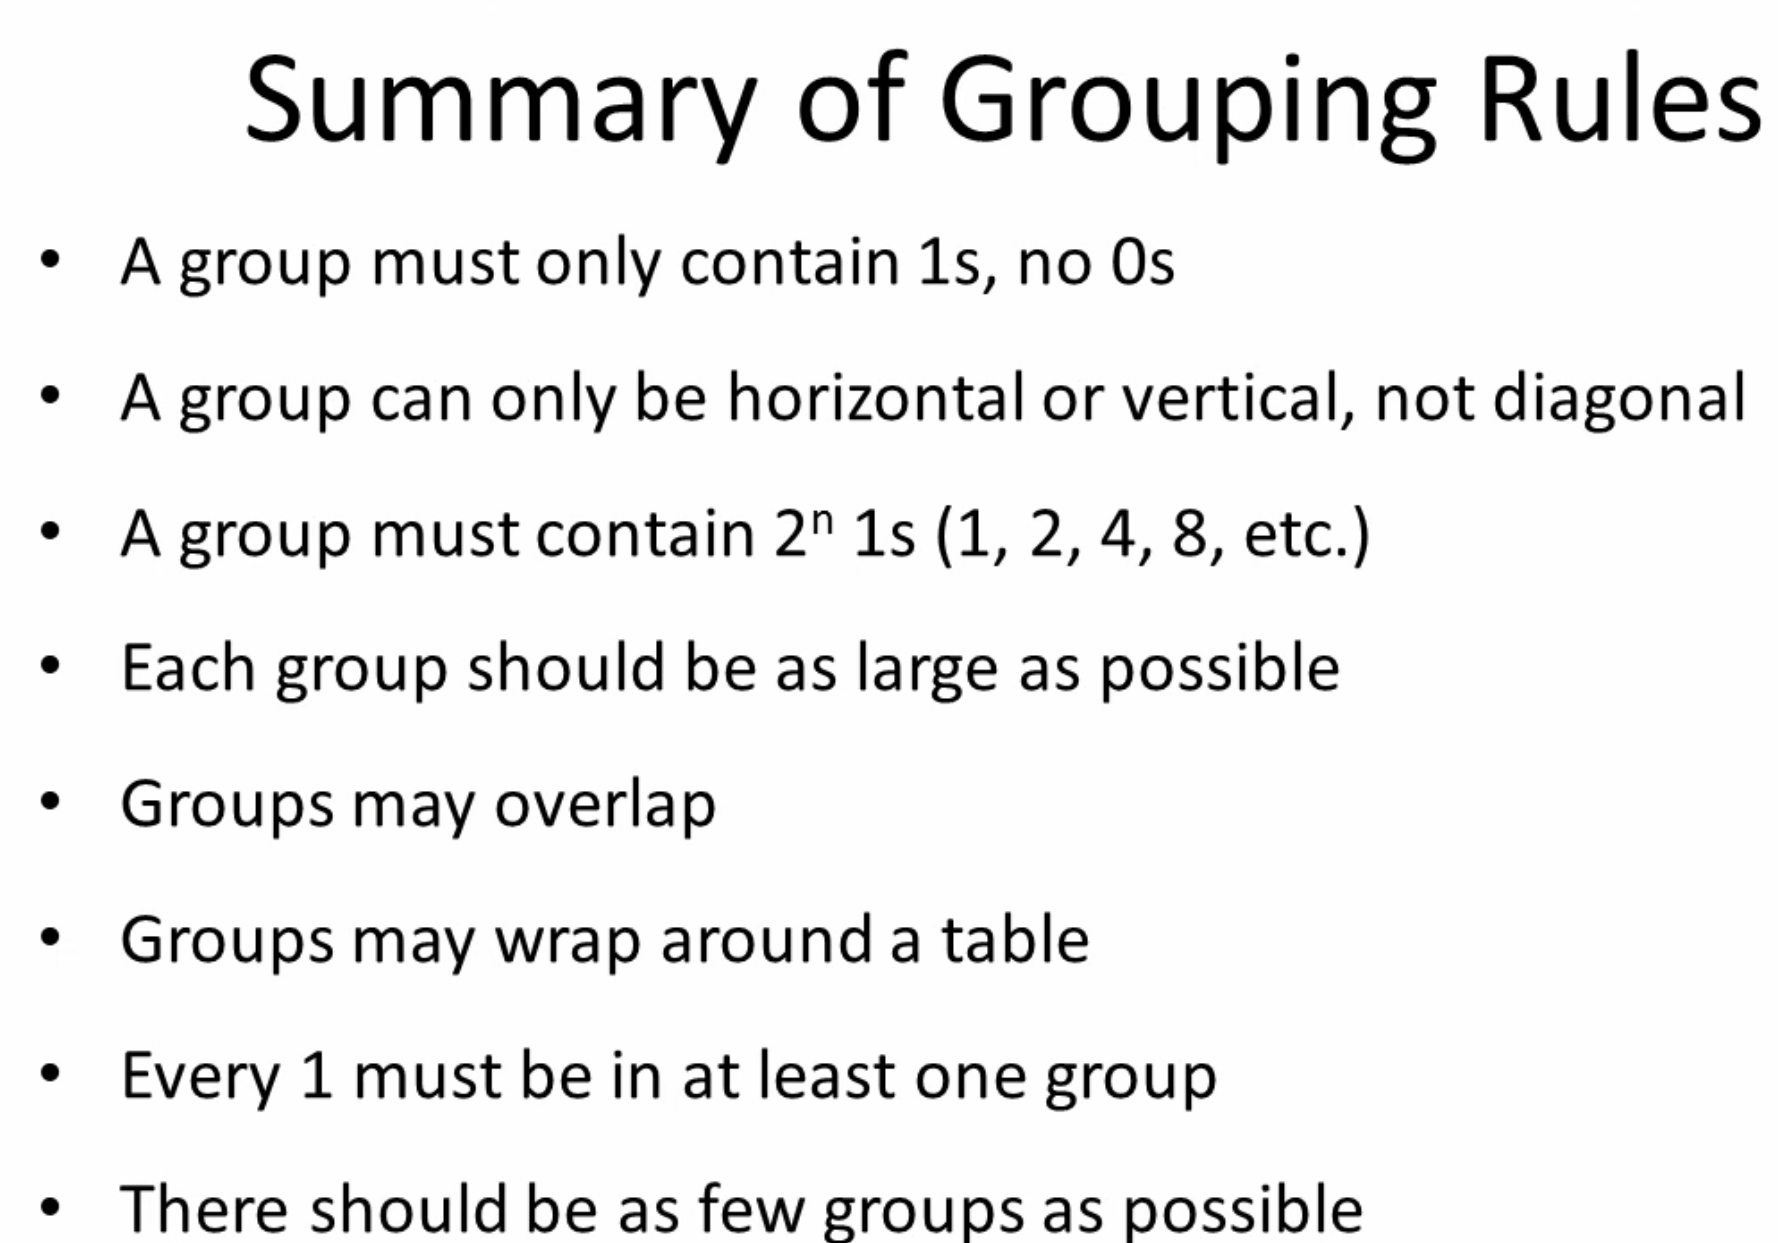 Summary of Grouping Rules
• A group must only contain 1s, no 0s
• A group can only be horizontal or vertical, not diagonal
• A group must contain 2ⁿ 1s (1, 2, 4, 8, etc.)
• Each group should be as large as possible
• Groups may overlap
• Groups may wrap around a table
• Every 1 must be in at least one group
• There should be as few groups as possible